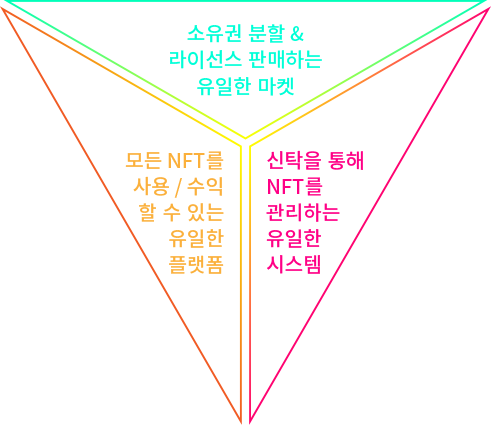 소유권 분할 &
라이선스 판매하는
유일한 마켓
모든 NFT를
사용 / 수익
할 수 있는
유일한
플랫폼
신탁을 통해
NFT를
관리하는
유일한
시스템